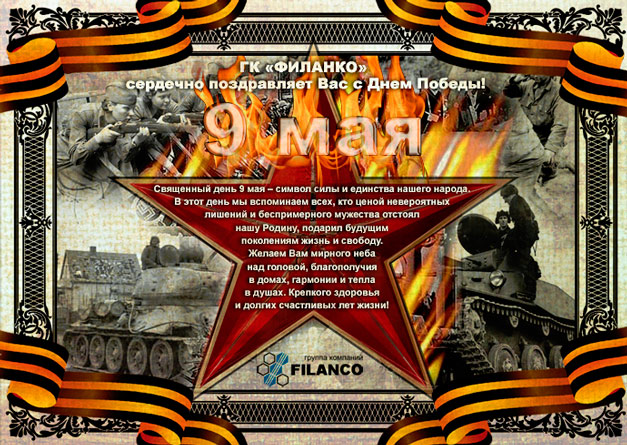 ГК «ФИЛАНКО»
сердечно поздравляет Вас с Днем Победы!
9 мая
Священный день 9 мая – символ силы и единства нашего народа.
В этот день мы вспоминаем всех, кто ценой невероятных
лишений и беспримерного мужества отстоял
нашу Родину, подарил будущим
поколениям жизнь и свободу.
Желаем Вам мирного неба
над головой, благополучия
в домах, гармонии и тепла
в душах. Крепкого здоровья
и долгих счастливых лет жизни!
группа компаний
FILANCO